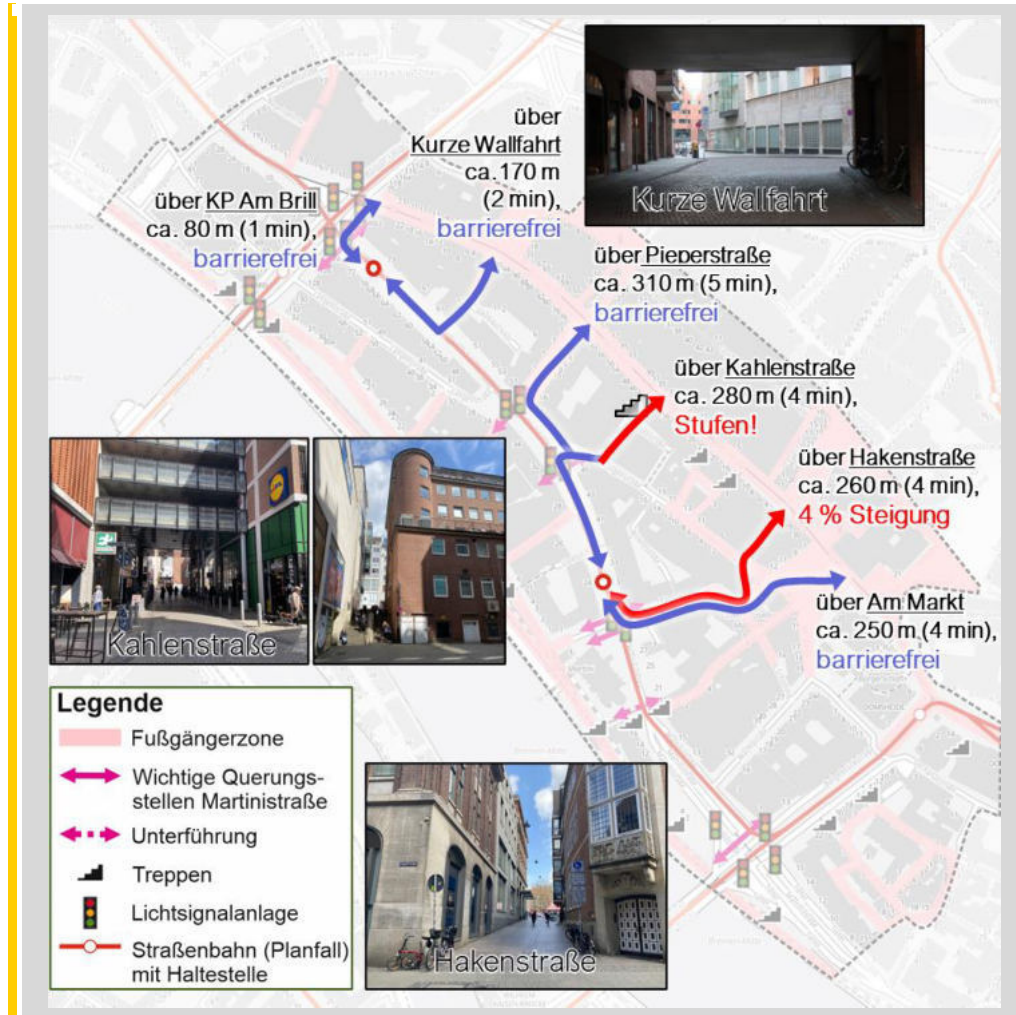 über
Kurze Wallfahrt
ca.170 m
(2 min),
barrierefrei
über KP Am Brill
ca. 80 m (1 min),
barrierefrei
Kurze Wallfahrt
über Pieperstraße
ca. 310 m (5 min),
barrierefrei
über Kahlenstraße
ca. 280 m (4 min),
Stufen!
über Hakenstraße
ca. 260 m (4 min),
4 % Steigung
über Am Markt
ca. 250 m (4 min),
barrierefrei
Kahlenstraße
Legende
Fußgängerzone
Wichtige Querungs-
stellen Martinistraße
Unterführung
Treppen
Lichtsignalanlage
Straßenbahn (Planfall)
mit Haltestelle
Hakenstraße